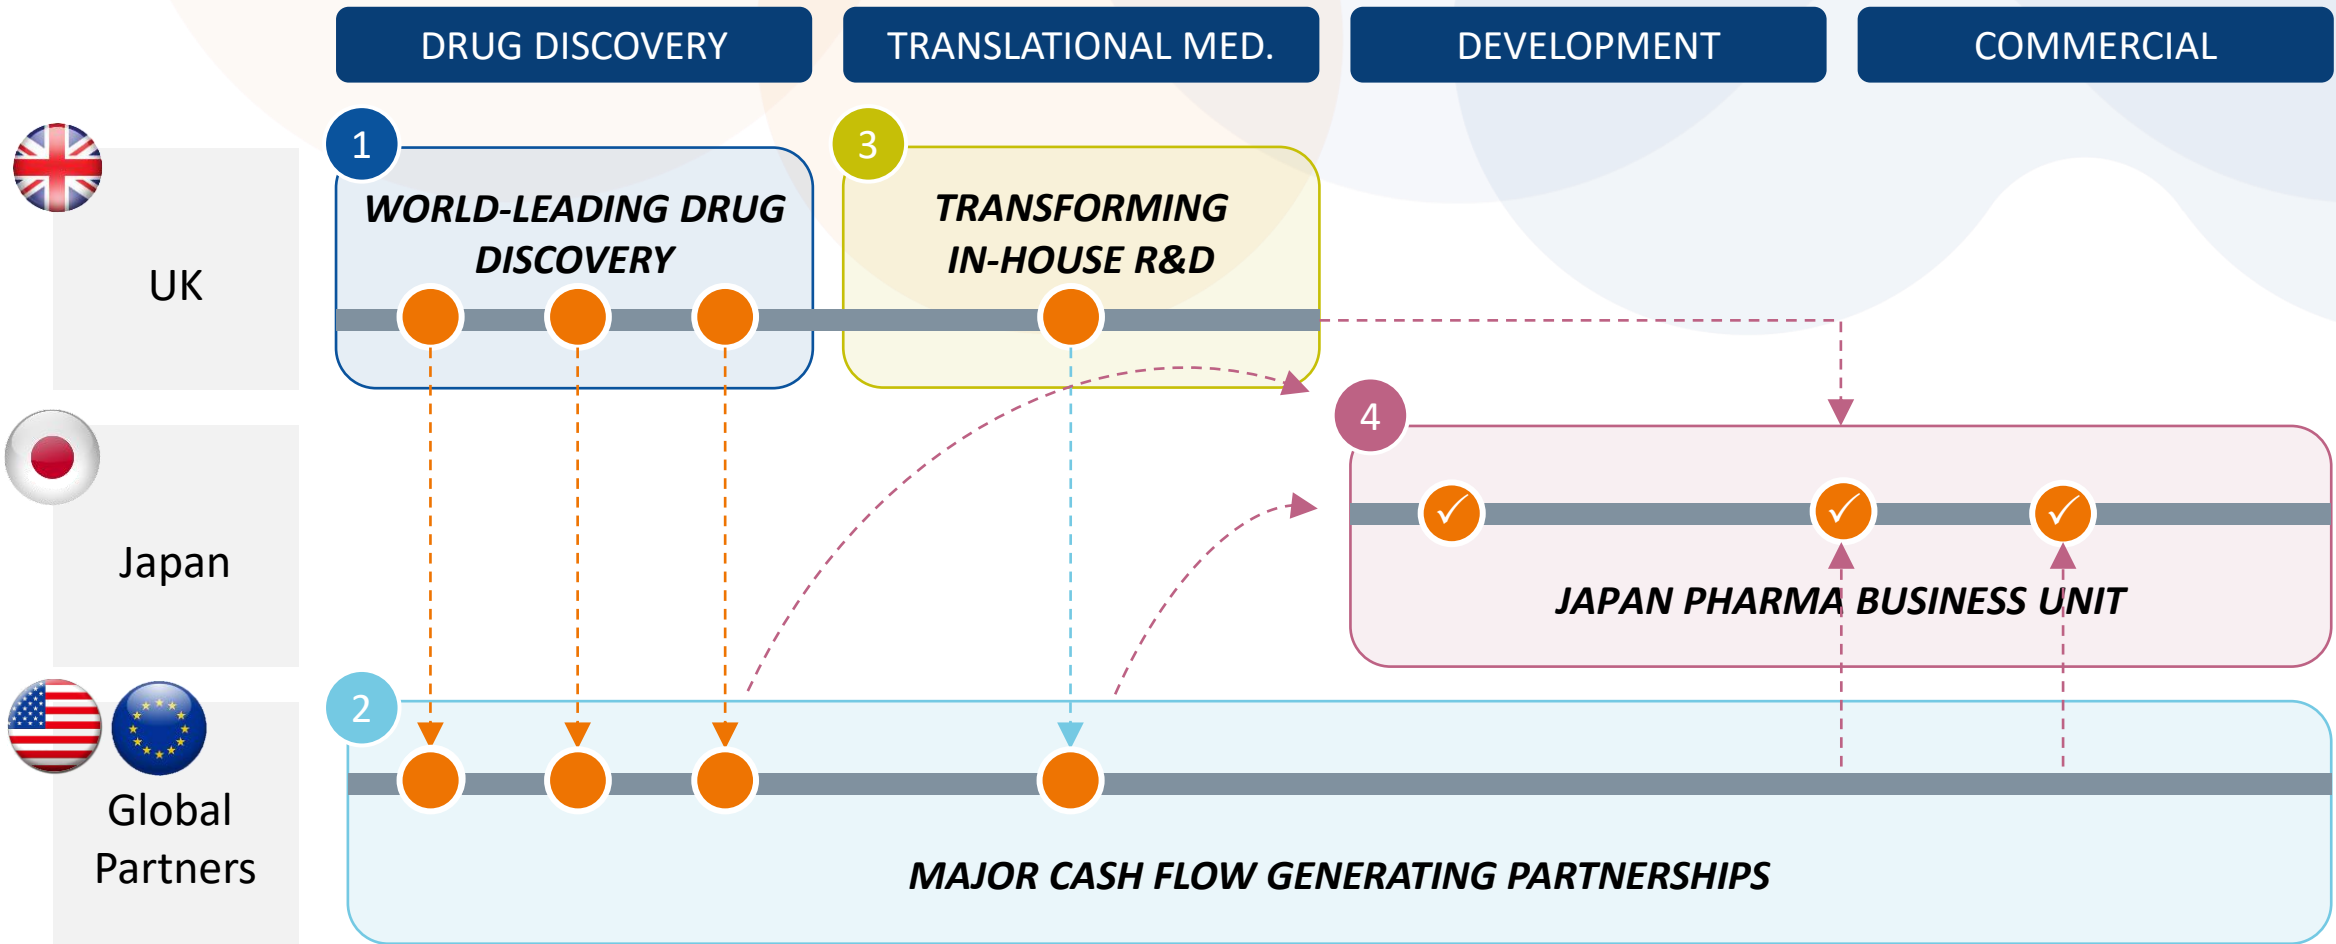 DRUG DISCOVERY
TRANSLATIONAL MED.
DEVELOPMENT
COMMERCIAL
1
3
WORLD-LEADING DRUG
DISCOVERY
TRANSFORMING
IN-HOUSE R&D
UK
4
Japan
JAPAN PHARMA BUSINESS UNIT
2
Global
Partners
MAJOR CASH FLOW GENERATING PARTNERSHIPS